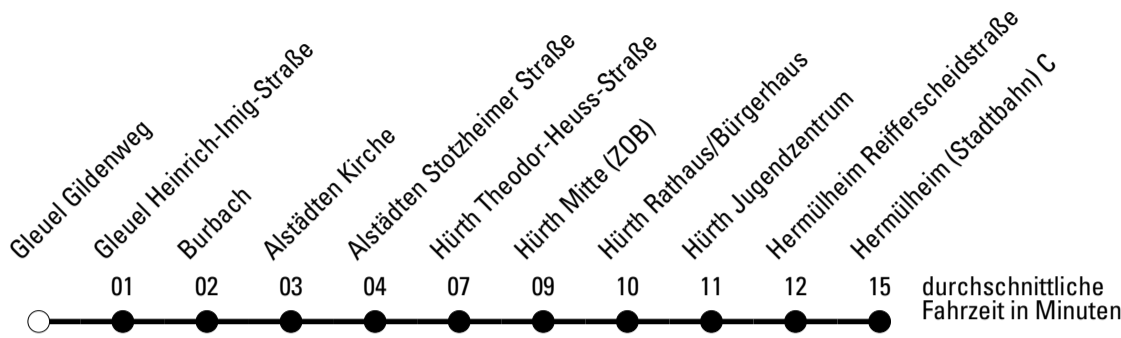 Gleuel Gildenweg
Gleuel Heinrich-Imig-Straße
Burbach
Alstädten Kirche
Alstädten Stotzheimer Straße
Hürth Theodor-Heuss-Straße
Hürth Mitte (ZOB)
Hürth Rathaus/Bürgerhaus
Hürth Jugendzentrum
Hermülheim Reifferscheidstraße
Hermülheim (Stadtbahn) C
01 02 03 04 07 09 10 11 12 15
durchschnittliche
Fahrzeit in Minuten